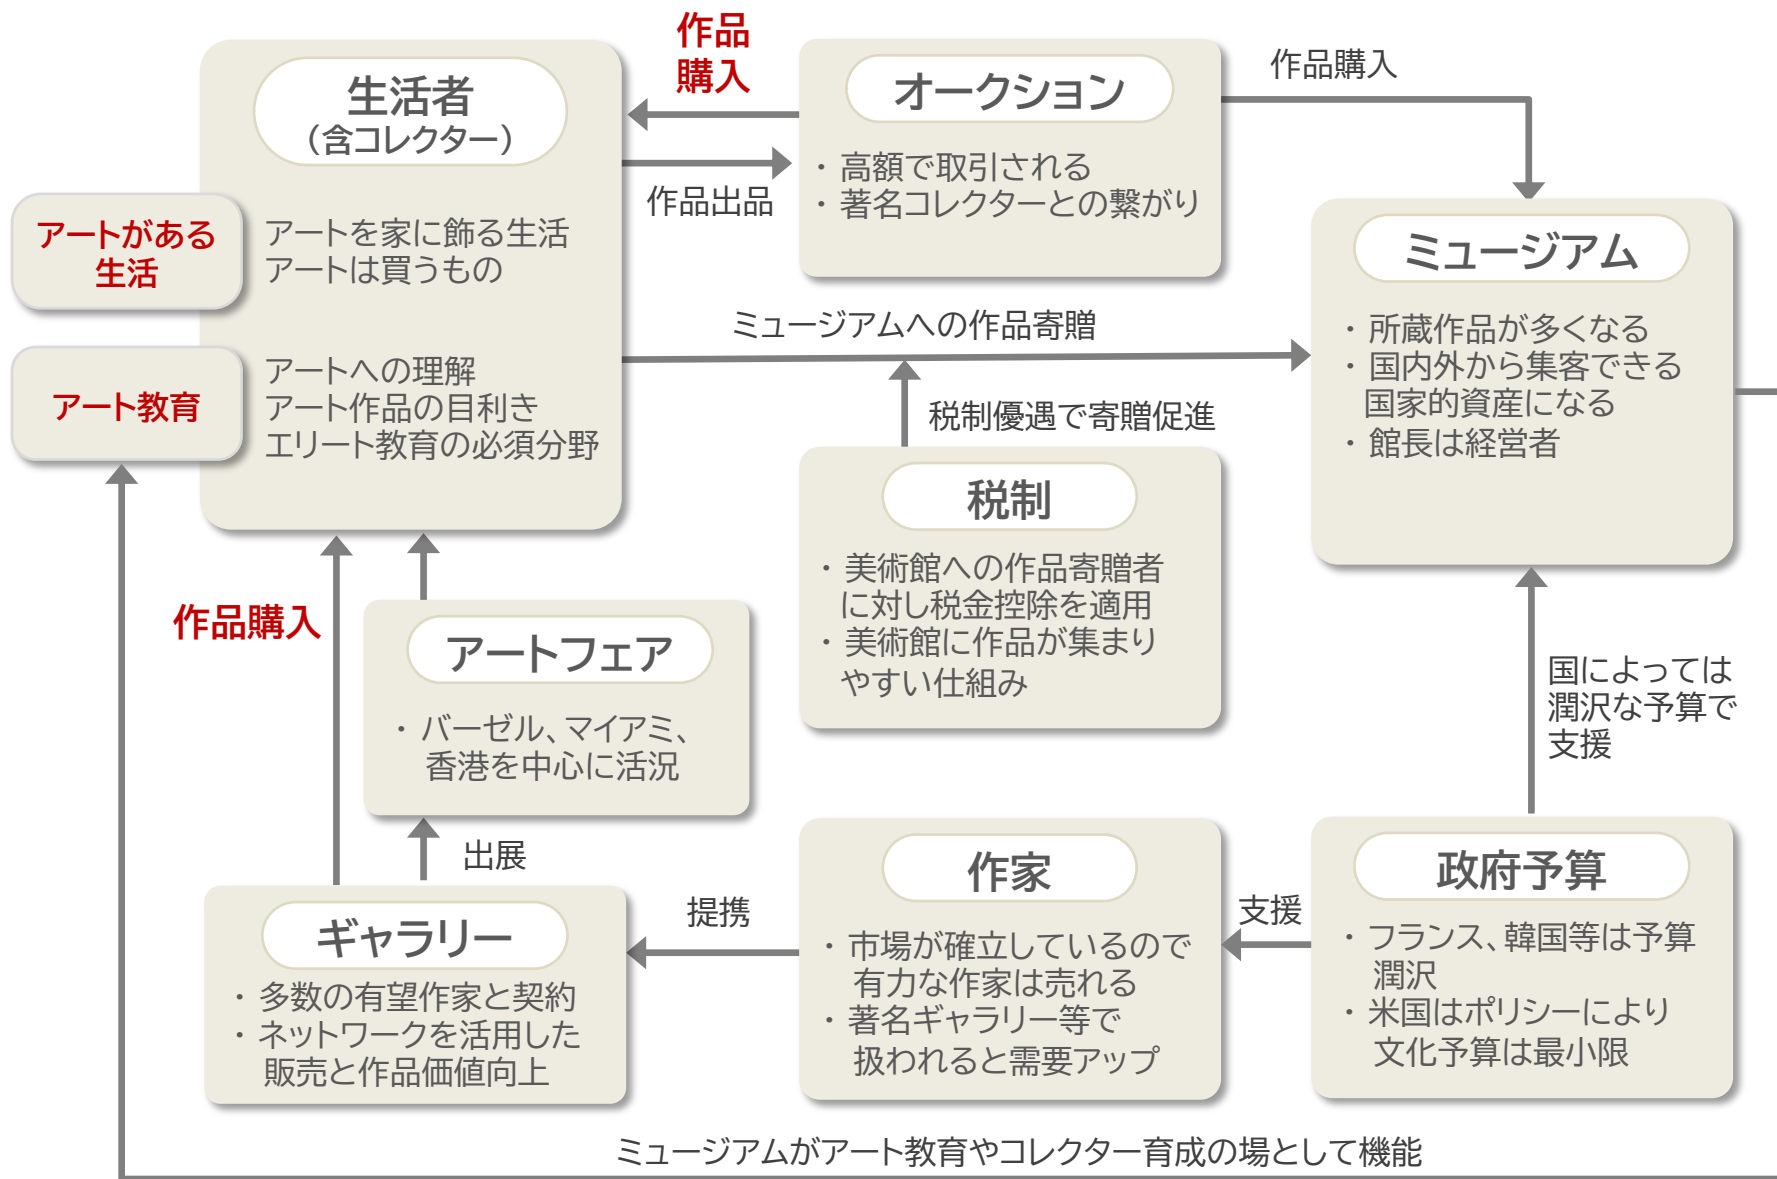 生活者
（含コレクター）
アートがある
生活
アートを家に飾る生活
アートは買うもの
アート教育
アートへの理解
アート作品の目利き
エリート教育の必須分野
作品
購入
作品出品
オークション
・高額で取引される
・著名コレクターとの繋がり
作品購入
ミュージアム
・所蔵作品が多くなる
・国内外から集客できる
国家的資産になる
・館長は経営者
ミュージアムへの作品寄贈
税制優遇で寄贈促進
税制
・美術館への作品寄贈者
に対し税金控除を適用
・美術館に作品が集まり
やすい仕組み
作品購入
アートフェア
・バーゼル、マイアミ、
香港を中心に活況
出展
ギャラリー
・多数の有望作家と契約
・ネットワークを活用した
販売と作品価値向上
提携
作家
・市場が確立しているので
有力な作家は売れる
・著名ギャラリー等で
扱われると需要アップ
支援
政府予算
・フランス、韓国等は予算
潤沢
・米国はポリシーにより
文化予算は最小限
国によっては
潤沢な予算で
支援
ミュージアムがアート教育やコレクター育成の場として機能